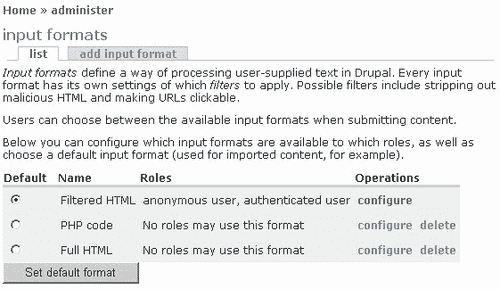 Home » administer
input formats
list add input format
Input formats define a way of processing user-supplied text in Drupal. Every input
format has its own settings of which filters to apply. Possible filters include stripping out
malicious HTML and making URLs clickable.
Users can choose between the available input formats when submitting content.
Below you can configure which input formats are available to which roles, as well as
choose a default input format (used for imported content, for example).
Default Name Roles Operations
Filtered HTML anonymous user, authenticated user configure
PHP code No roles may use this format configure delete
Full HTML No roles may use this format configure delete
Set default format